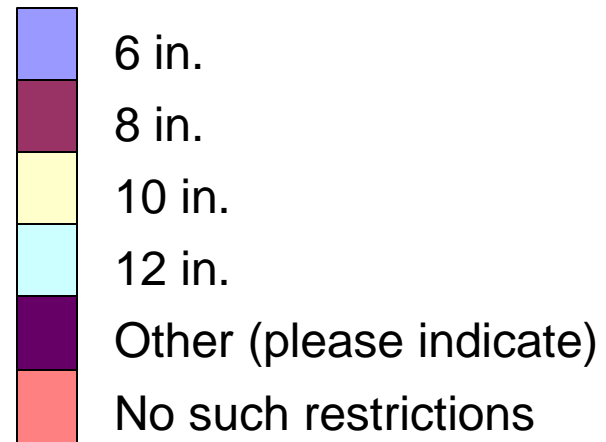 6 in.
8 in.
10 in.
12 in.
Other (please indicate)
No such restrictions